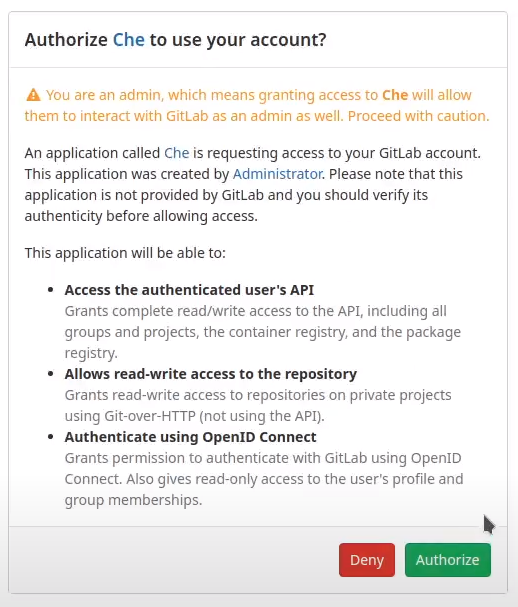 Authorize Che to use your account?
You are an admin, which means granting access to Che will allow
them to interact with GitLab as an admin as well. Proceed with caution.
An application called Che is requesting access to your GitLab account.
This application was created by Administrator. Please note that this
application is not provided by GitLab and you should verify its
authenticity before allowing access.
This application will be able to:
Access the authenticated user's API
Grants complete read/write access to the API, including all
groups and projects, the container registry, and the package
registry.
Allows read-write access to the repository
Grants read-write access to repositories on private projects
using Git-over-HTTP (not using the API).
Authenticate using OpenID Connect
Grants permission to authenticate with GitLab using OpenID
Connect. Also gives read-only access to the user's profile and
group memberships.
Deny Authorize